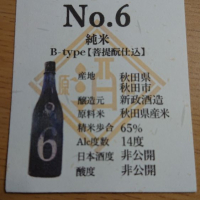 No.6
純米
B-type【菩提酛仕込】
産地 秋田県
秋田市
醸造元 新政酒造
原料米 秋田県産米
精米歩合 65%
Alc度数 14度
日本酒度 非公開
酸度 非公開
6